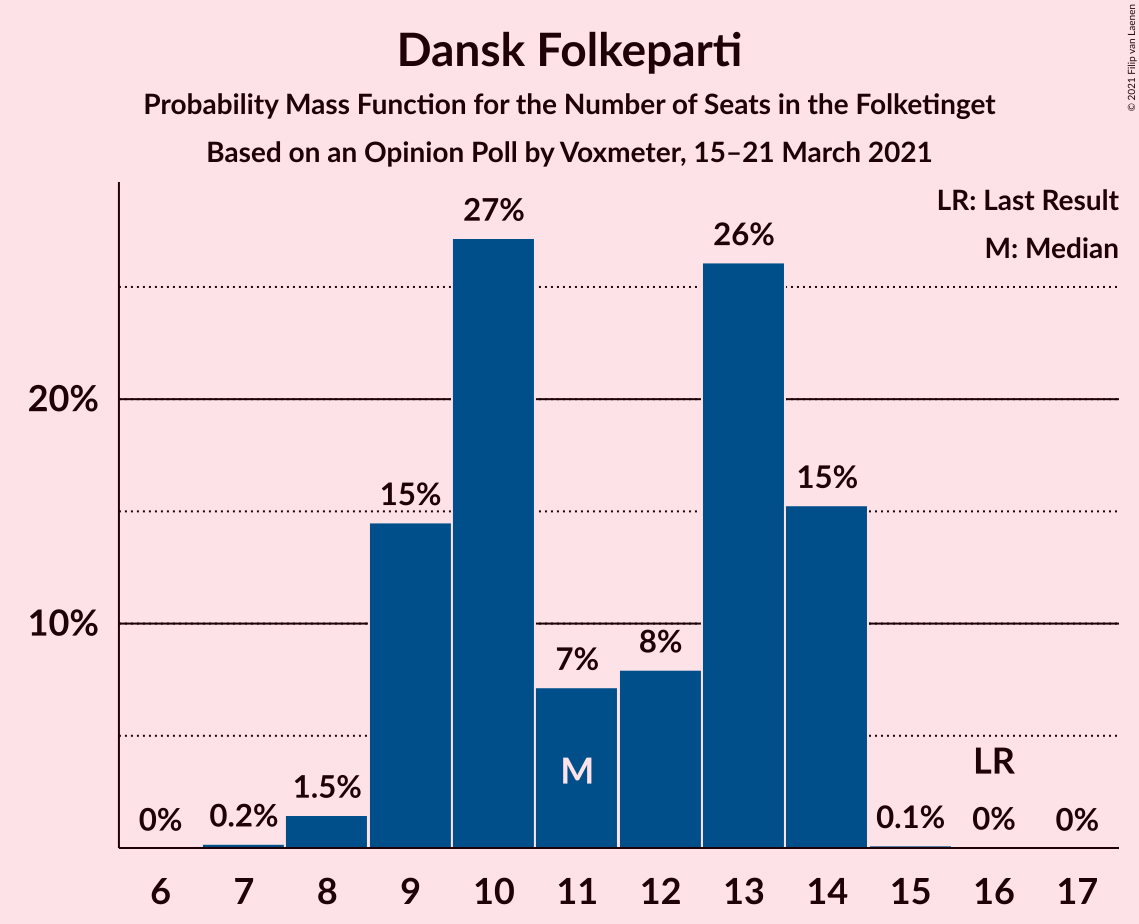 Dansk Folkeparti
Probability Mass Function for the Number of Seats in the Folketinget
Based on an Opinion Poll by Voxmeter, 15–21 March 2021
© 2021 Filip van Laenen
LR: Last Result
M: Median
20%
10%
0%
0.2%
1.5%
15%
27%
7%
8%
26%
15%
0.1%
0%
0%
M
LR
6 7 8 9 10 11 12 13 14 15 16 17